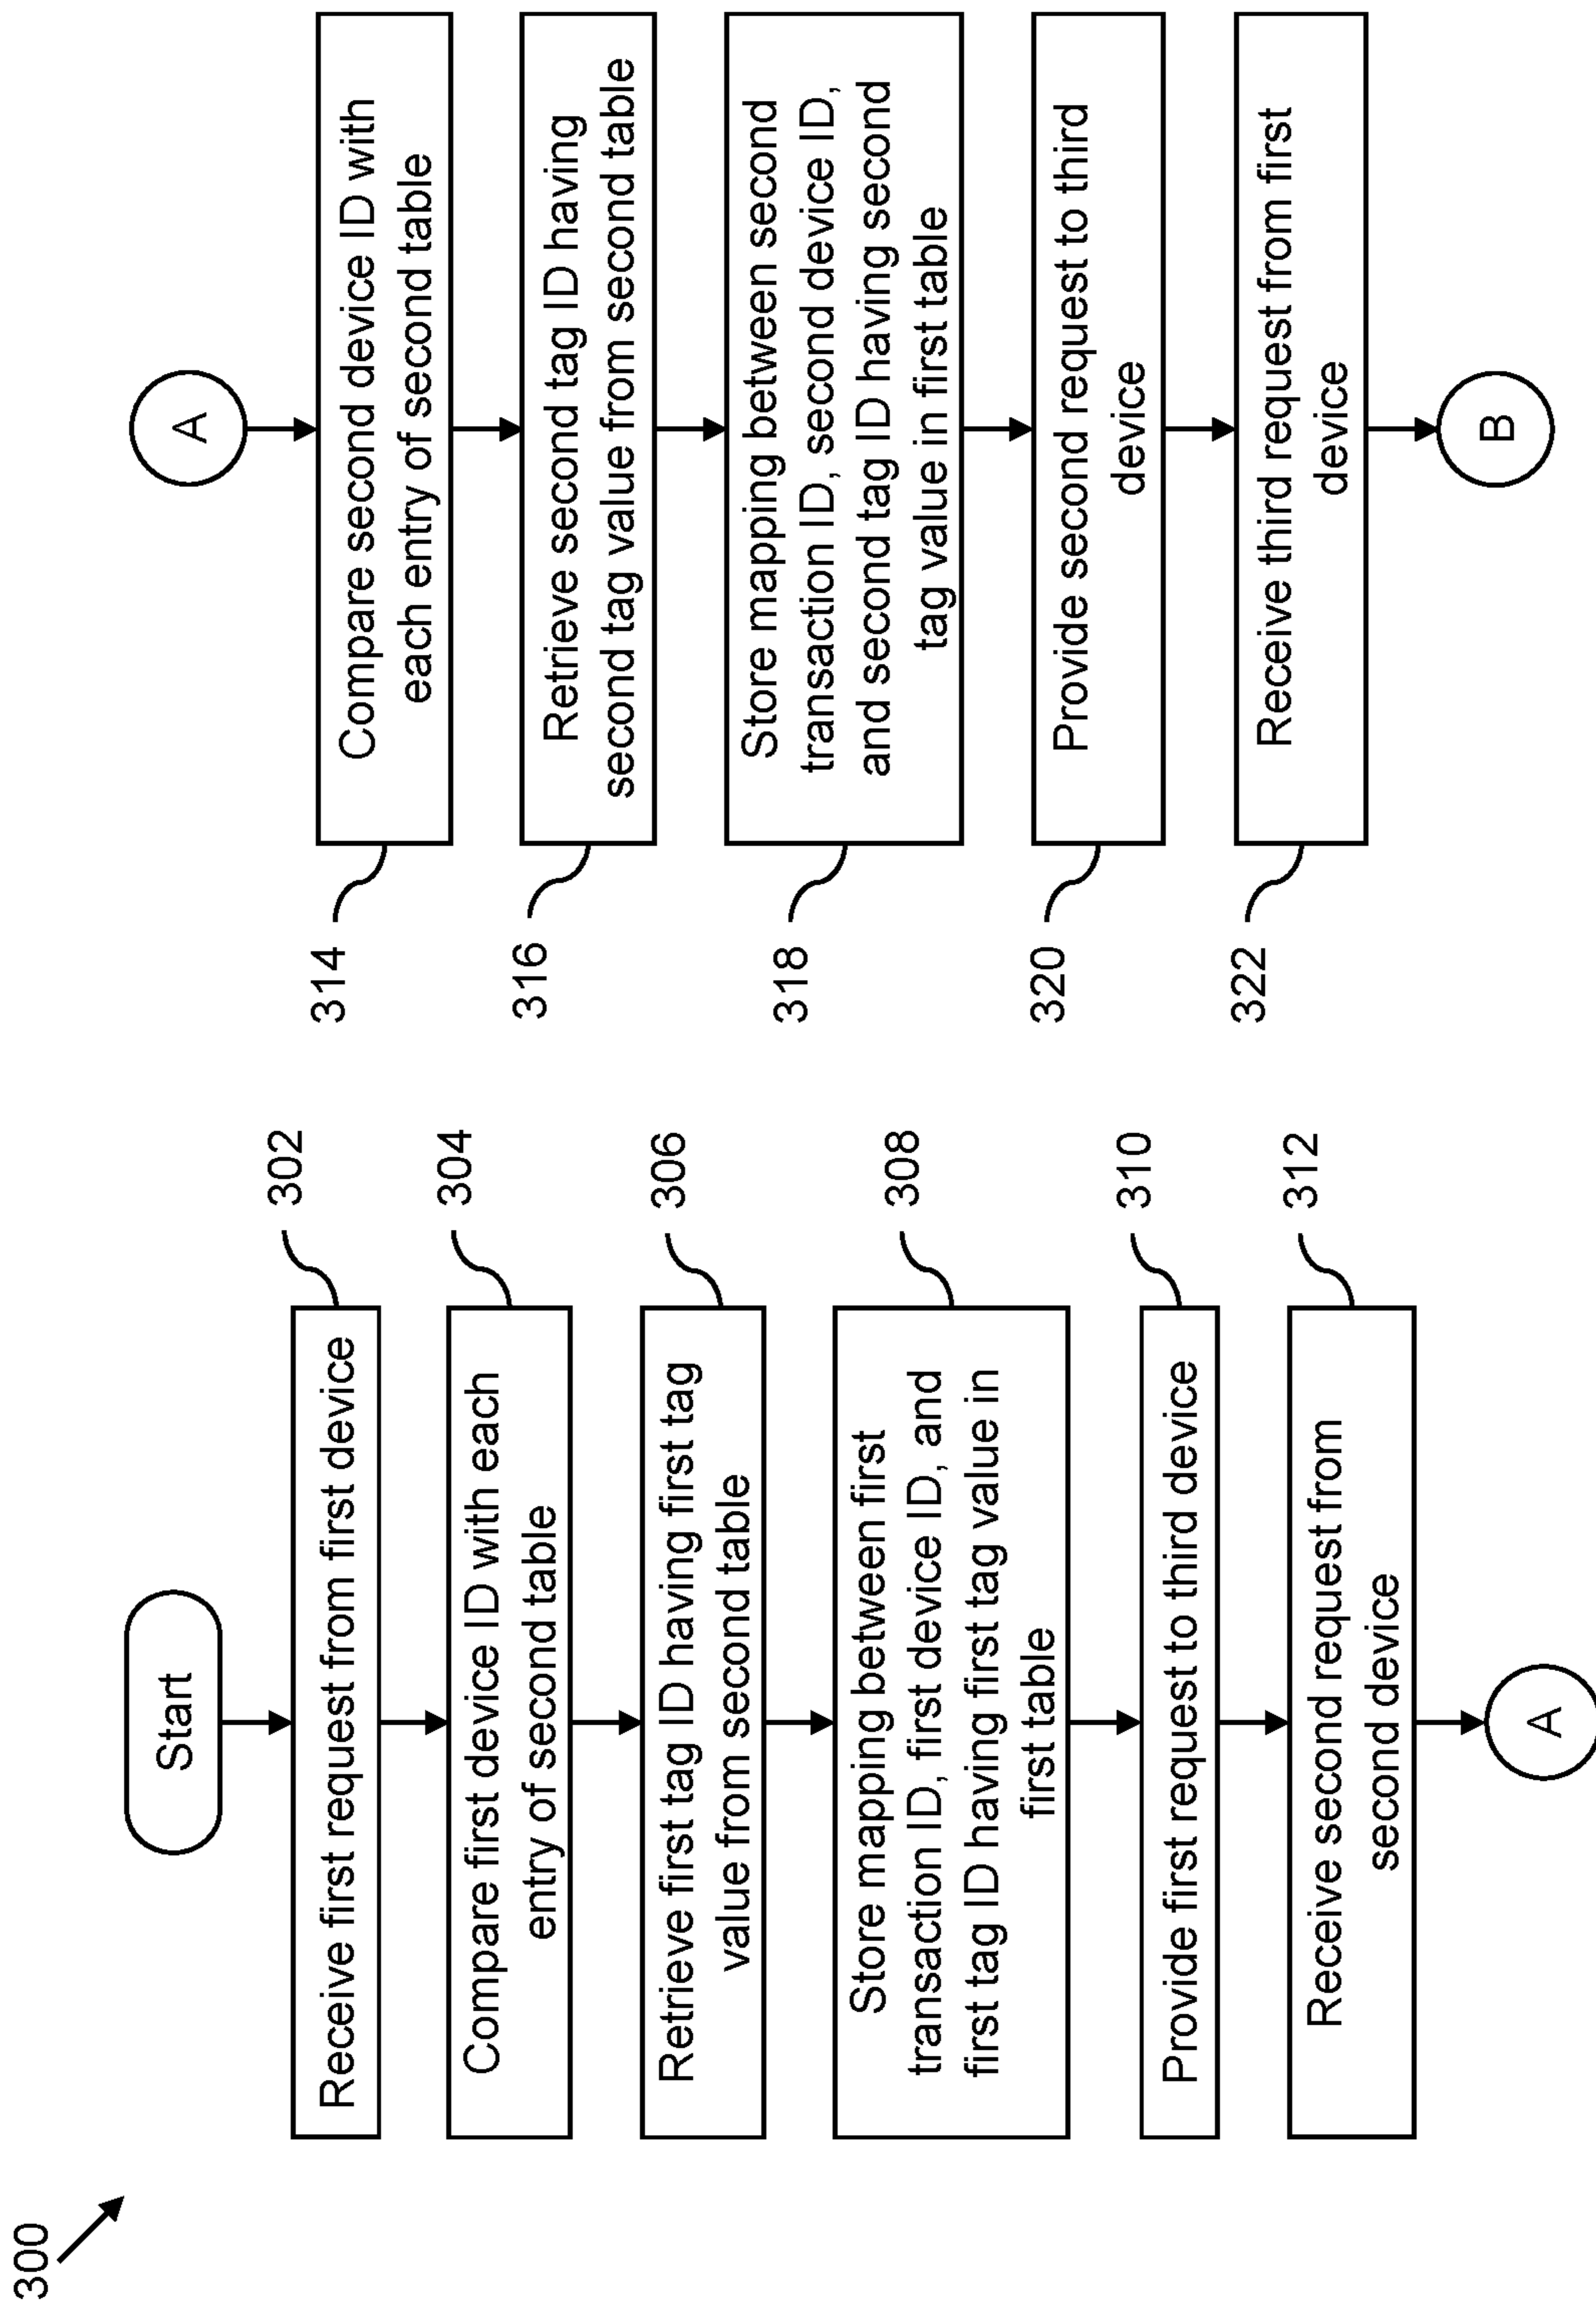 300
Start
Receive first request from first device
302
Compare first device ID with each
entry of second table
304
Retrieve first tag ID having first tag
value from second table
306
Store mapping between first
transaction ID, first device ID, and
first tag ID having first tag value in
first table
308
Provide first request to third device
310
Receive second request from
second device
312
A
A
Compare second device ID with
each entry of second table
314
Retrieve second tag ID having
second tag value from second table
316
Store mapping between second
transaction ID, second device ID,
and second tag ID having second
tag value in first table
318
Provide second request to third
device
320
Receive third request from first
device
322
B